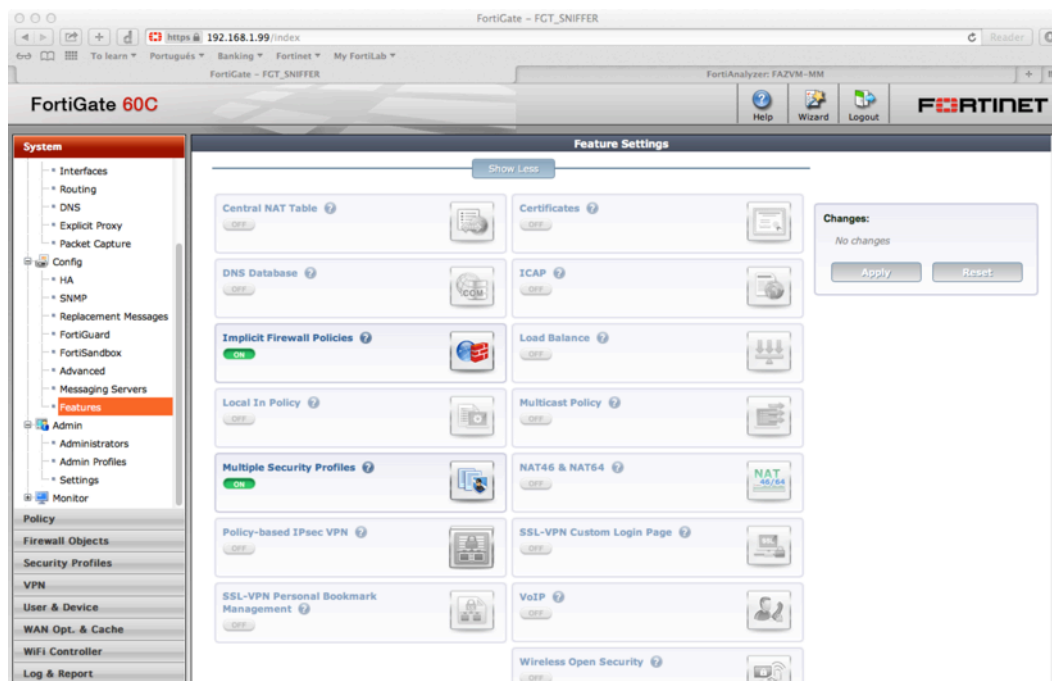 FortiGate – FGT_SNIFFER
https 192.168.1.99/index
Reader
To learn ▾ Português ▾ Banking ▾ Fortinet ▾ My FortiLab ▾
FortiGate – FGT_SNIFFER
FortiAnalyzer: FAZVM-MM
FortiGate 60C
Help
Wizard
Logout
FORTINET
System
Interfaces
Routing
DNS
Explicit Proxy
Packet Capture
Config
HA
SNMP
Replacement Messages
FortiGuard
FortiSandbox
Advanced
Messaging Servers
Features
Admin
Administrators
Admin Profiles
Settings
Monitor
Policy
Firewall Objects
Security Profiles
VPN
User & Device
WAN Opt. & Cache
WiFi Controller
Log & Report
Feature Settings
Show Less
Central NAT Table
OFF
Certificates
OFF
DNS Database
OFF
.COM
ICAP
OFF
Implicit Firewall Policies
ON
Load Balance
OFF
Local In Policy
OFF
Multicast Policy
OFF
Multiple Security Profiles
ON
NAT46 & NAT64
OFF
NAT
46/64
Policy-based IPsec VPN
OFF
SSL-VPN Custom Login Page
OFF
SSL-VPN Personal Bookmark
Management
OFF
VoIP
OFF
Wireless Open Security
OFF
Changes:
No changes
Apply
Reset